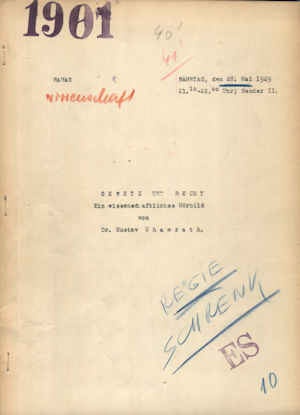 1901
40!
41
RAVAG
SAMSTAG, den 28. Mai 1949
wissenschaft
21.10-22.00 Uhr; Sender II.
GESETZ UND RECHT
Ein wissenschaftliches Hörbild
von
Dr. Gustav Chamrath.
REGIE
SCHRENK
ES
10